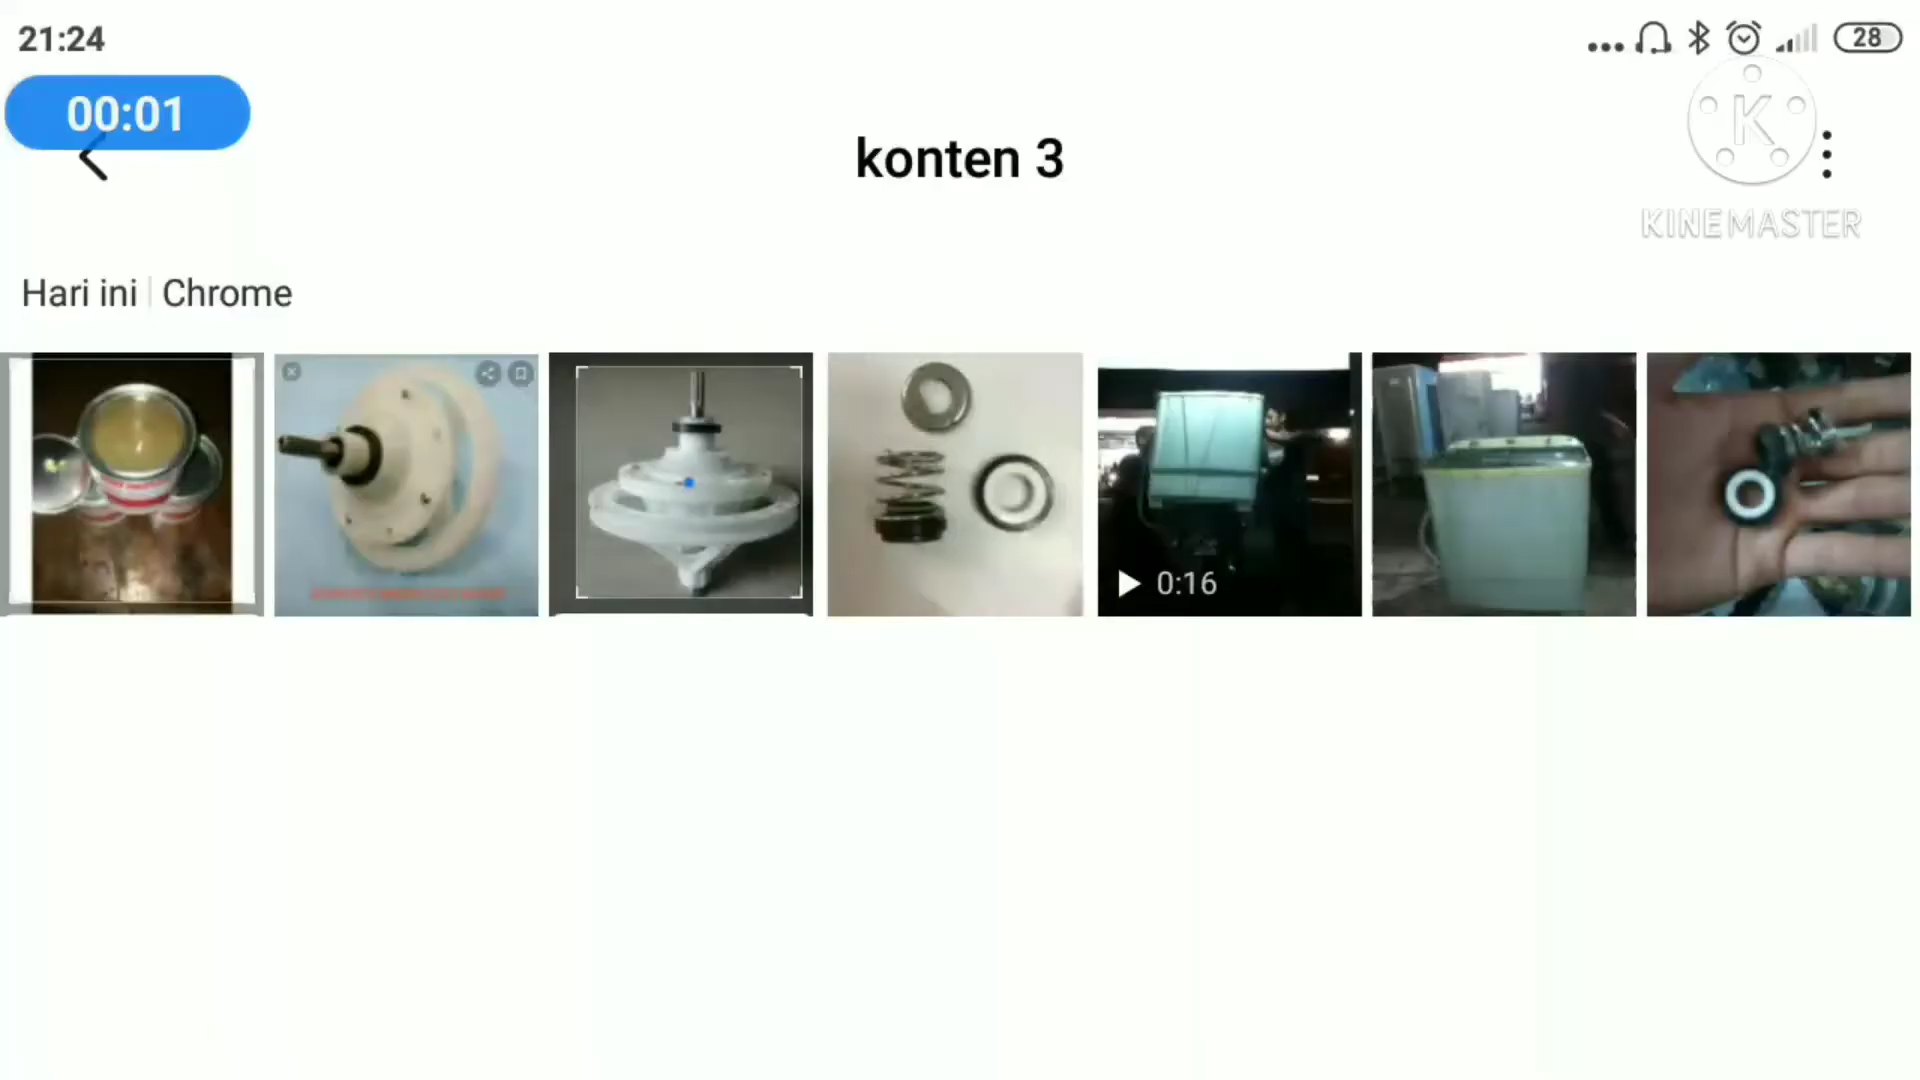 21:24
28
00:01
konten 3
K
KINEMASTER
Hari ini
Chrome
0:16